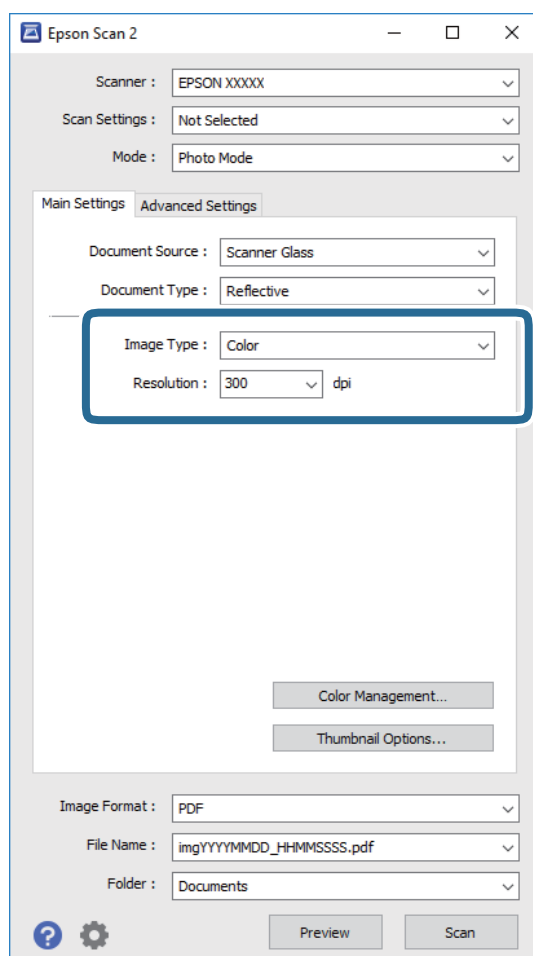 Epson Scan 2
Scanner : EPSON XXXXX
Scan Settings : Not Selected
Mode : Photo Mode
Main Settings Advanced Settings
Document Source : Scanner Glass
Document Type : Reflective
Image Type : Color
Resolution : 300 dpi
Color Management...
Thumbnail Options...
Image Format : PDF
File Name : imgYYYYMMDD_HHMMSSSS.pdf
Folder : Documents
? Preview Scan